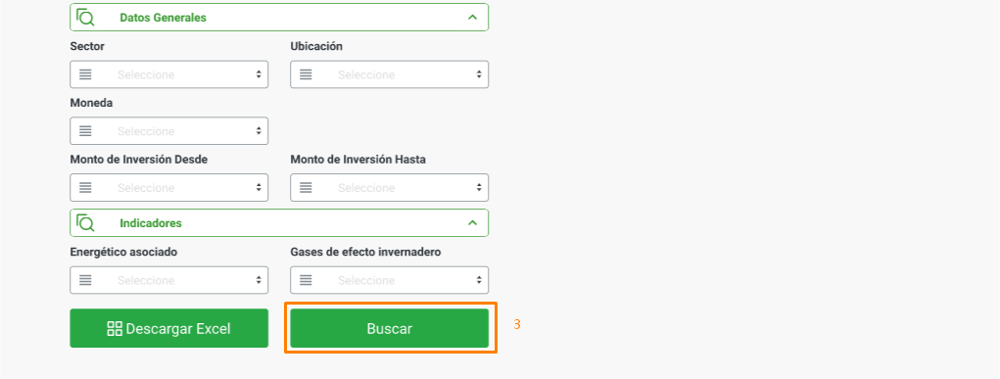 Datos Generales
Sector
Ubicación
Seleccione
Seleccione
Moneda
Seleccione
Monto de Inversión Desde
Monto de Inversión Hasta
Seleccione
Seleccione
Indicadores
Energético asociado
Gases de efecto invernadero
Seleccione
Seleccione
Descargar Excel
Buscar
3